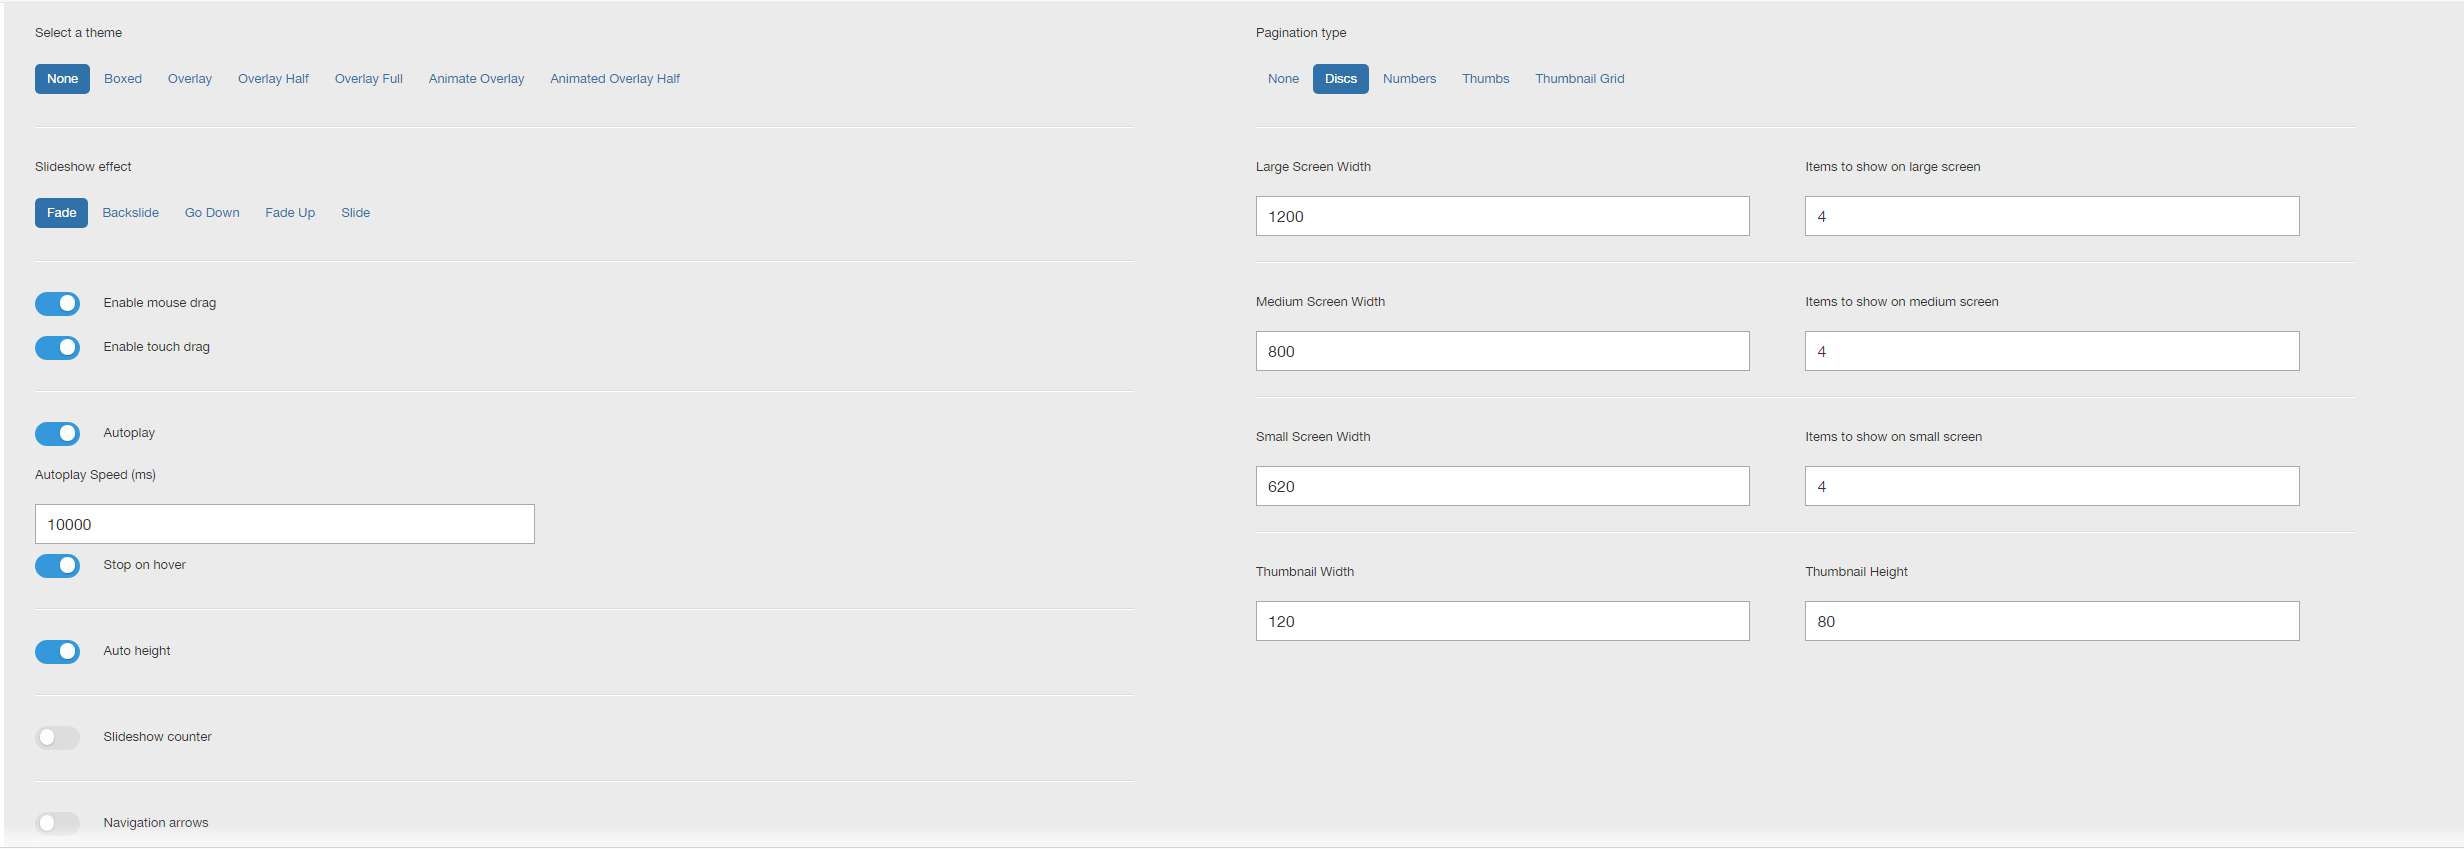 Select a theme
None Boxed Overlay Overlay Half Overlay Full Animate Overlay Animated Overlay Half
Slideshow effect
Fade Backslide Go Down Fade Up Slide
Enable mouse drag
Enable touch drag
Autoplay
Autoplay Speed (ms)
10000
Stop on hover
Auto height
Slideshow counter
Navigation arrows
Pagination type
None Discs Numbers Thumbs Thumbnail Grid
Large Screen Width Items to show on large screen
1200 4
Medium Screen Width Items to show on medium screen
800 4
Small Screen Width Items to show on small screen
620 4
Thumbnail Width Thumbnail Height
120 80